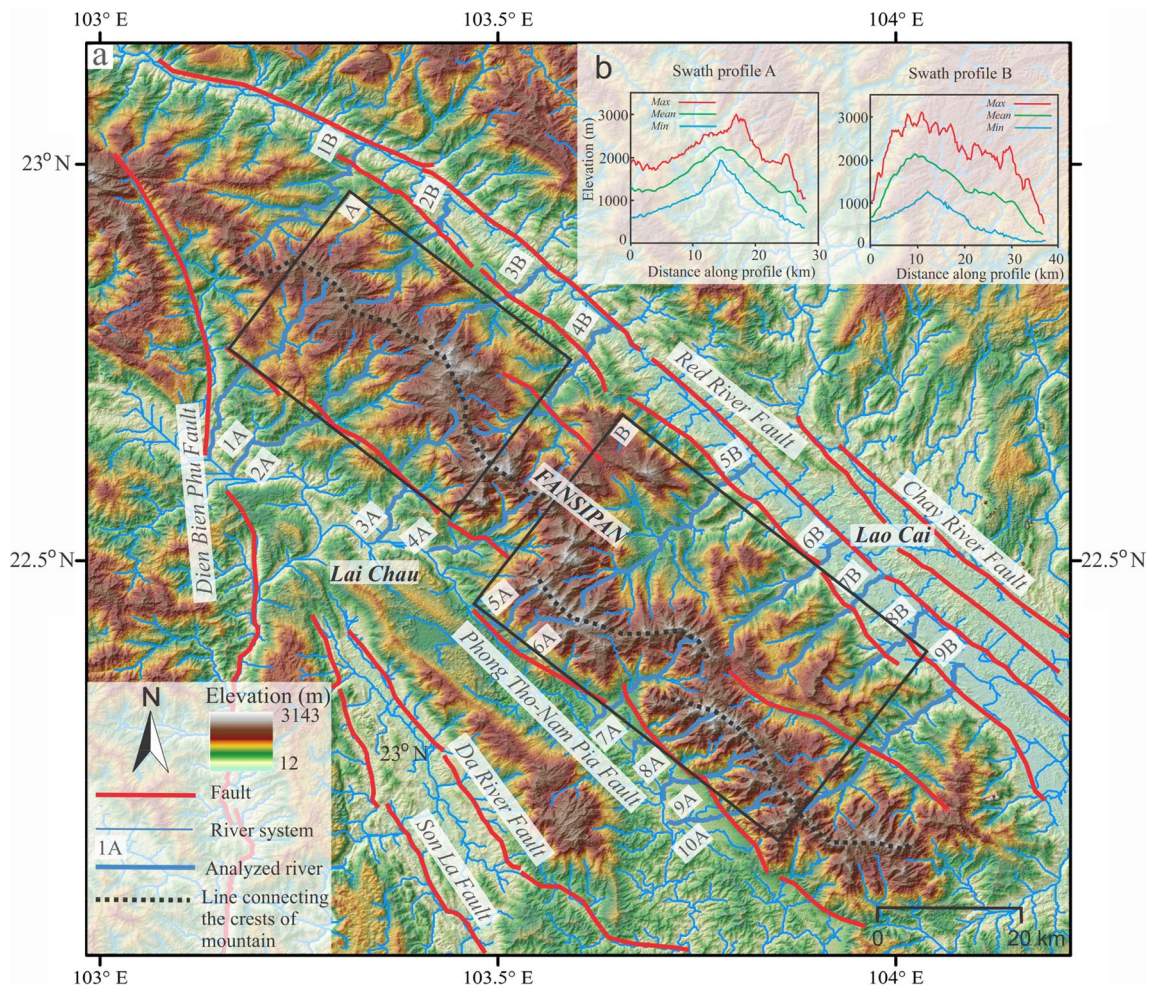 103° E
103.5° E
104° E
a
b
Swath profile A
Swath profile B
Max
Mean
Min
Max
Mean
Min
Elevation (m)
3000
2000
1000
0
3000
2000
1000
0
0
10
20
30
0
10
20
30
40
Distance along profile (km)
Distance along profile (km)
23° N
23° N
22.5° N
22.5° N
1B
2B
3B
4B
5B
6B
7B
8B
9B
A
B
1A
2A
3A
4A
5A
6A
7A
8A
9A
10A
Red River Fault
Chay River Fault
Dien Bien Phu Fault
FANSIPAN
Lao Cai
Lai Chau
Phong Tho-Nam Pia Fault
Da River Fault
Son La Fault
N
Elevation (m)
3143
12
Fault
River system
1A
Analyzed river
Line connecting
the crests of
mountain
0
20 km
103° E
103.5° E
104° E